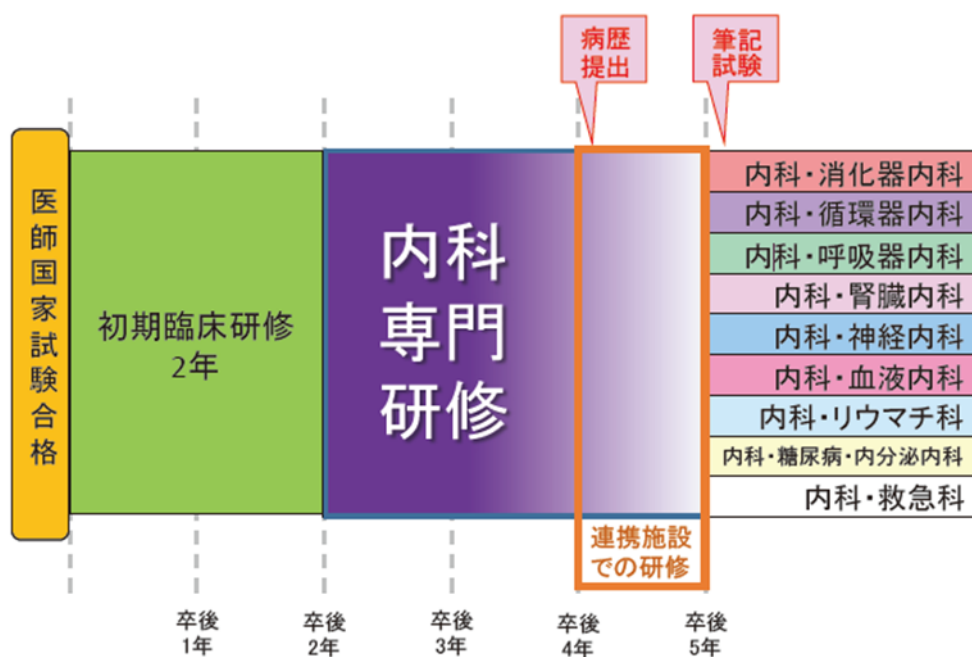 病歴
提出
筆記
試験
医師国家試験合格
初期臨床研修
2年
内科
専門
研修
内科・消化器内科
内科・循環器内科
内科・呼吸器内科
内科・腎臓内科
内科・神経内科
内科・血液内科
内科・リウマチ科
内科・糖尿病・内分泌内科
内科・救急科
連携施設
での研修
卒後
1年
卒後
2年
卒後
3年
卒後
4年
卒後
5年